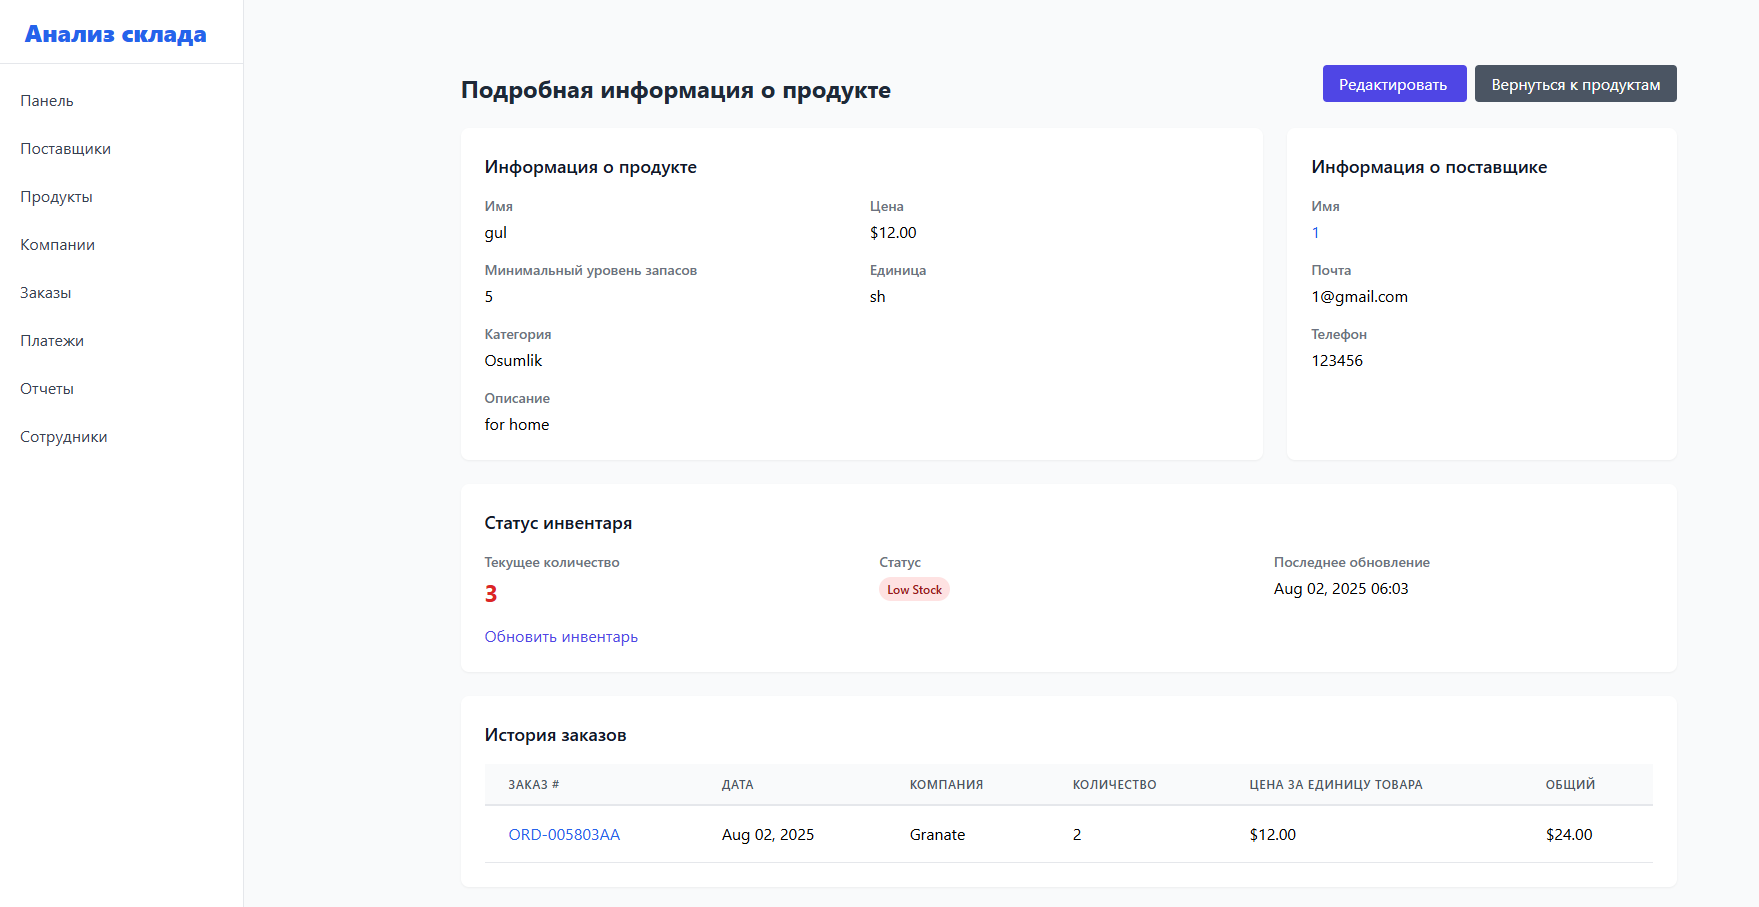 Анализ склада
Панель
Поставщики
Продукты
Компании
Заказы
Платежи
Отчеты
Сотрудники
Подробная информация о продукте
Редактировать
Вернуться к продуктам
Информация о продукте
Имя
gul
Цена
$12.00
Минимальный уровень запасов
5
Единица
sh
Категория
Osumlik
Описание
for home
Информация о поставщике
Имя
1
Почта
1@gmail.com
Телефон
123456
Статус инвентаря
Текущее количество
3
Статус
Low Stock
Последнее обновление
Aug 02, 2025 06:03
Обновить инвентарь
История заказов
ЗАКАЗ # ДАТА КОМПАНИЯ КОЛИЧЕСТВО ЦЕНА ЗА ЕДИНИЦУ ТОВАРА ОБЩИЙ
ORD-005803AA Aug 02, 2025 Granate 2 $12.00 $24.00